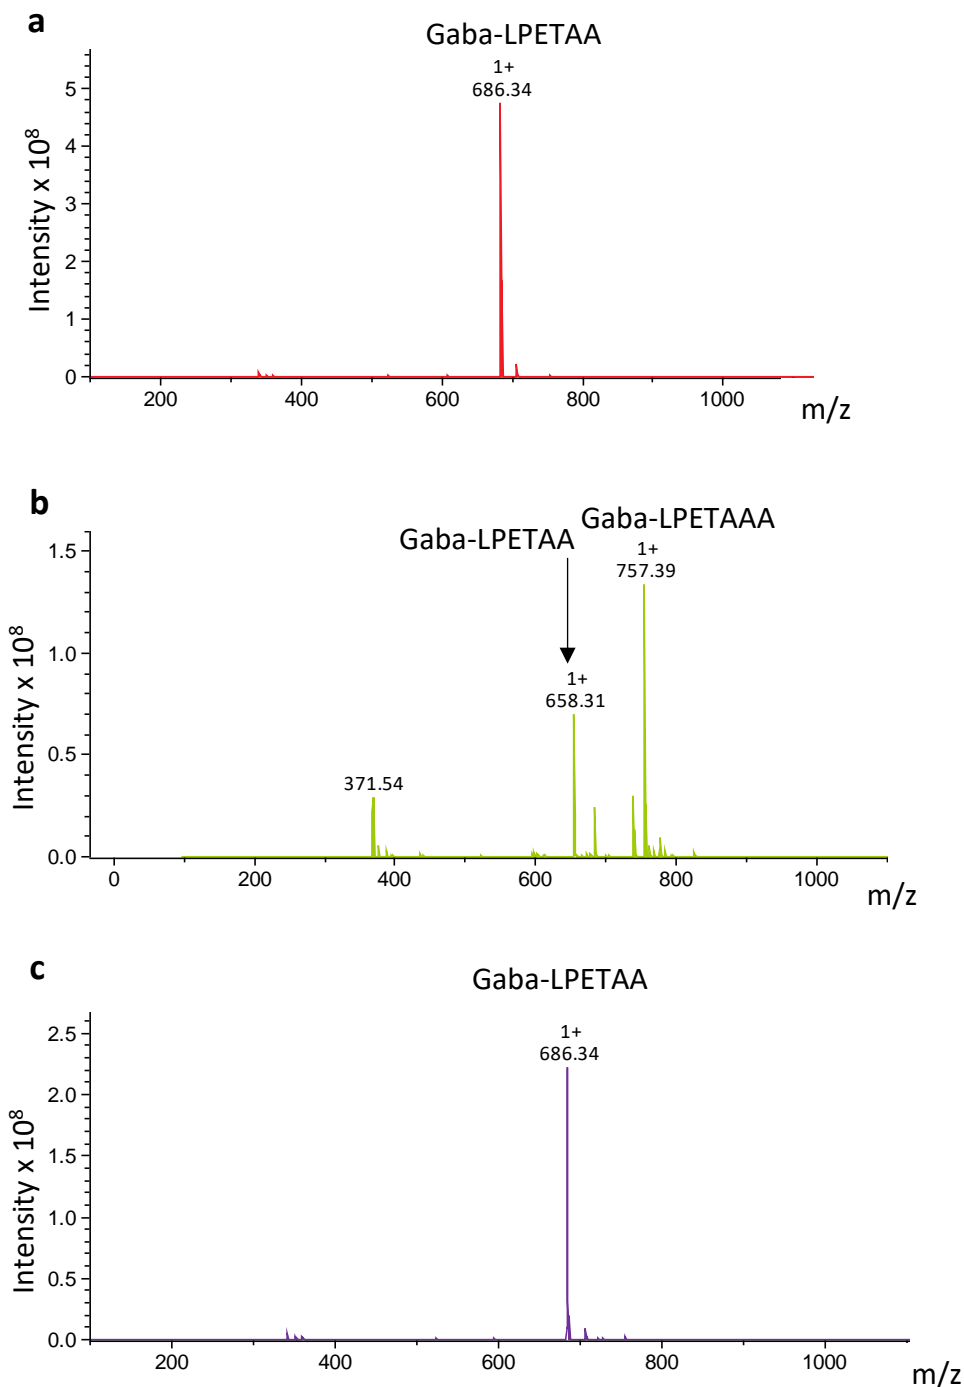 a
Gaba-LPETAA
1+
686.34
5
4
3
2
1
0
Intensity x 10⁸
200 400 600 800 1000
m/z
b
Gaba-LPETAA
Gaba-LPETAAA
1+
757.39
1+
658.31
371.54
1.5
1.0
0.5
0.0
Intensity x 10⁸
0 200 400 600 800 1000
m/z
c
Gaba-LPETAA
1+
686.34
2.5
2.0
1.5
1.0
0.5
0.0
Intensity x 10⁸
200 400 600 800 1000
m/z